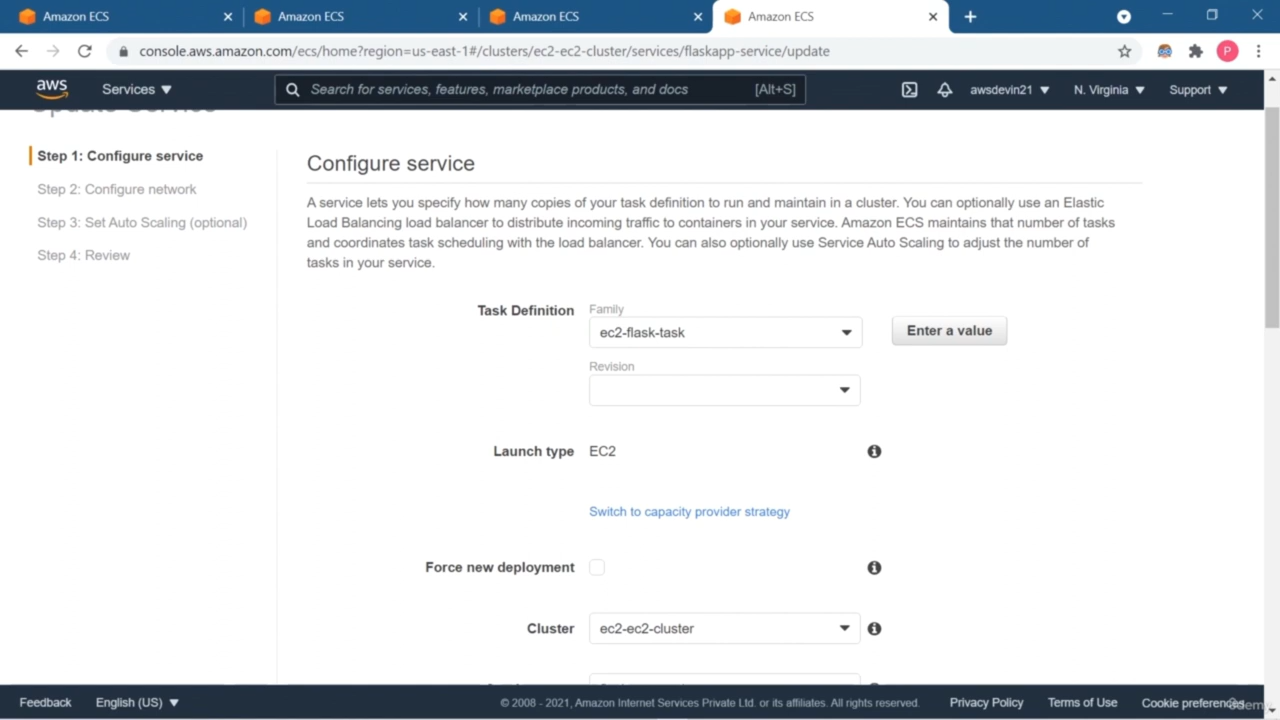 Amazon ECS
Amazon ECS
Amazon ECS
Amazon ECS
console.aws.amazon.com/ecs/home?region=us-east-1#/clusters/ec2-ec2-cluster/services/flaskapp-service/update
P
aws
Services
Search for services, features, marketplace products, and docs
[Alt+S]
awsdevin21
N. Virginia
Support
Update Service
Step 1: Configure service
Step 2: Configure network
Step 3: Set Auto Scaling (optional)
Step 4: Review
Configure service
A service lets you specify how many copies of your task definition to run and maintain in a cluster. You can optionally use an Elastic
Load Balancing load balancer to distribute incoming traffic to containers in your service. Amazon ECS maintains that number of tasks
and coordinates task scheduling with the load balancer. You can also optionally use Service Auto Scaling to adjust the number of
tasks in your service.
Task Definition
Family
ec2-flask-task
Enter a value
Revision
Launch type
EC2
Switch to capacity provider strategy
Force new deployment
Cluster
ec2-ec2-cluster
Feedback
English (US)
© 2008 - 2021, Amazon Internet Services Private Ltd. or its affiliates. All rights reserved.
Privacy Policy
Terms of Use
Cookie preferences